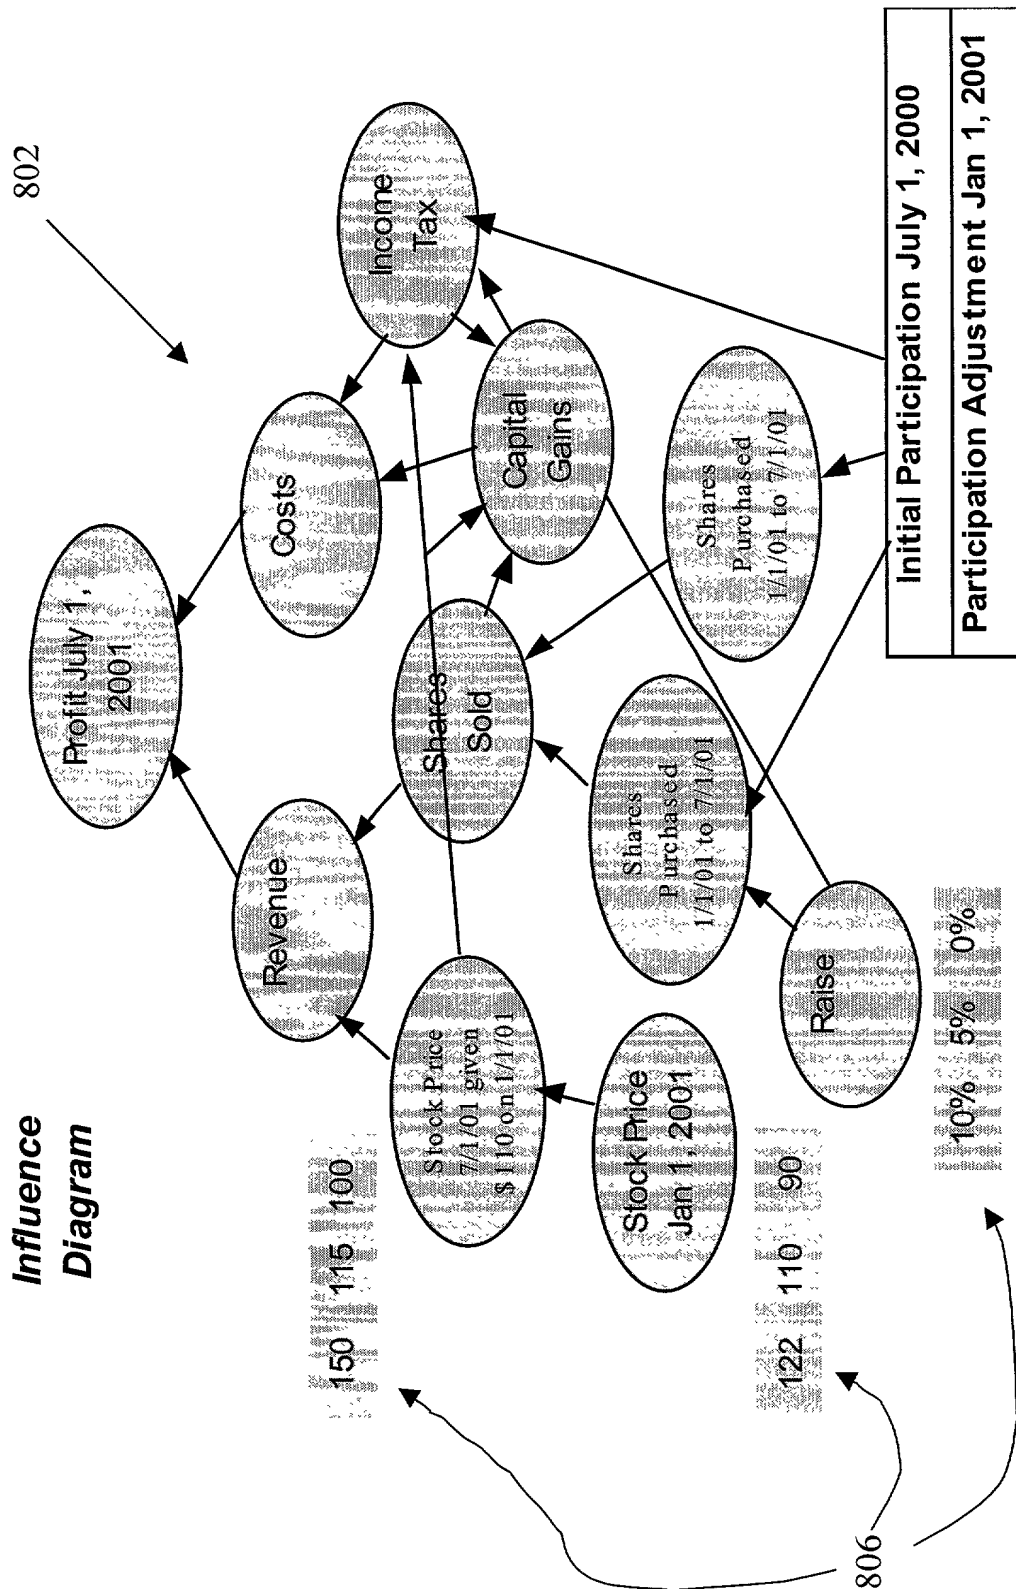 Influence
Diagram
802
Profit July 1,
2001
Revenue
Costs
150 115 100
Stock Price
7/1/01 given
$110 on 1/1/01
Shares
Sold
Income
Tax
Capital
Gains
Stock Price
Jan 1, 2001
Shares
Purchased
1/1/01 to 7/1/01
Shares
Purchased
1/1/01 to 7/1/01
122 110 90
Raise
10% 5% 0%
806
Initial Participation July 1, 2000
Participation Adjustment Jan 1, 2001